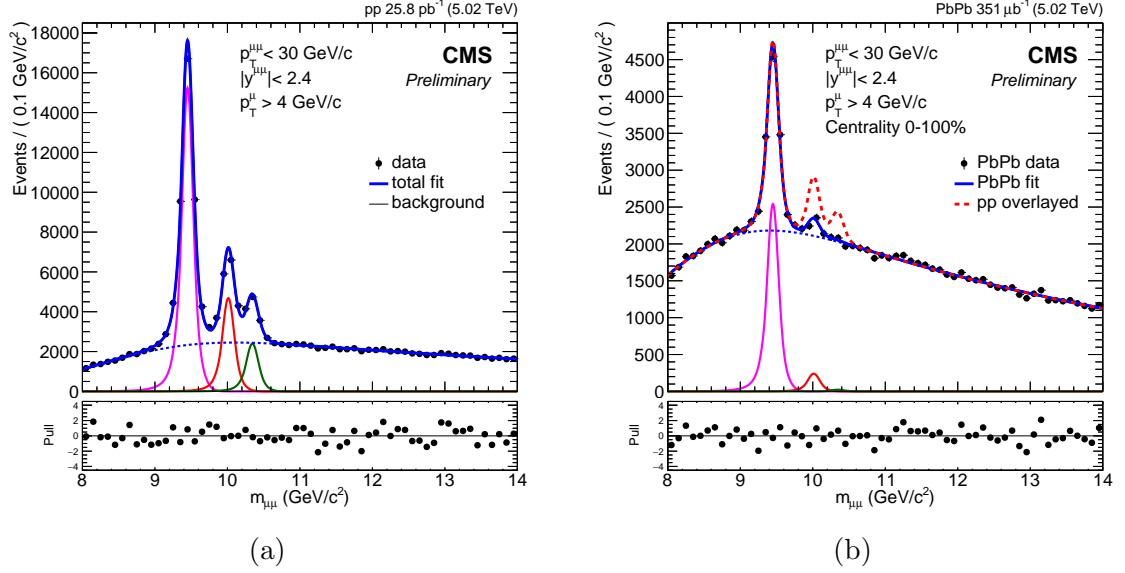 pp 25.8 pb⁻¹ (5.02 TeV)
Events / ( 0.1 GeV/c²)
18000
16000
14000
12000
10000
8000
6000
4000
2000
0
p_T^μμ < 30 GeV/c
|y^μμ| < 2.4
p_T^μ > 4 GeV/c
CMS
Preliminary
data
total fit
background
Pull
4
2
0
−2
−4
8 9 10 11 12 13 14
m_μμ (GeV/c²)
(a)
PbPb 351 μb⁻¹ (5.02 TeV)
Events / ( 0.1 GeV/c²)
4500
4000
3500
3000
2500
2000
1500
1000
500
0
p_T^μμ < 30 GeV/c
|y^μμ| < 2.4
p_T^μ > 4 GeV/c
Centrality 0-100%
CMS
Preliminary
PbPb data
PbPb fit
pp overlayed
Pull
4
2
0
−2
−4
8 9 10 11 12 13 14
m_μμ (GeV/c²)
(b)